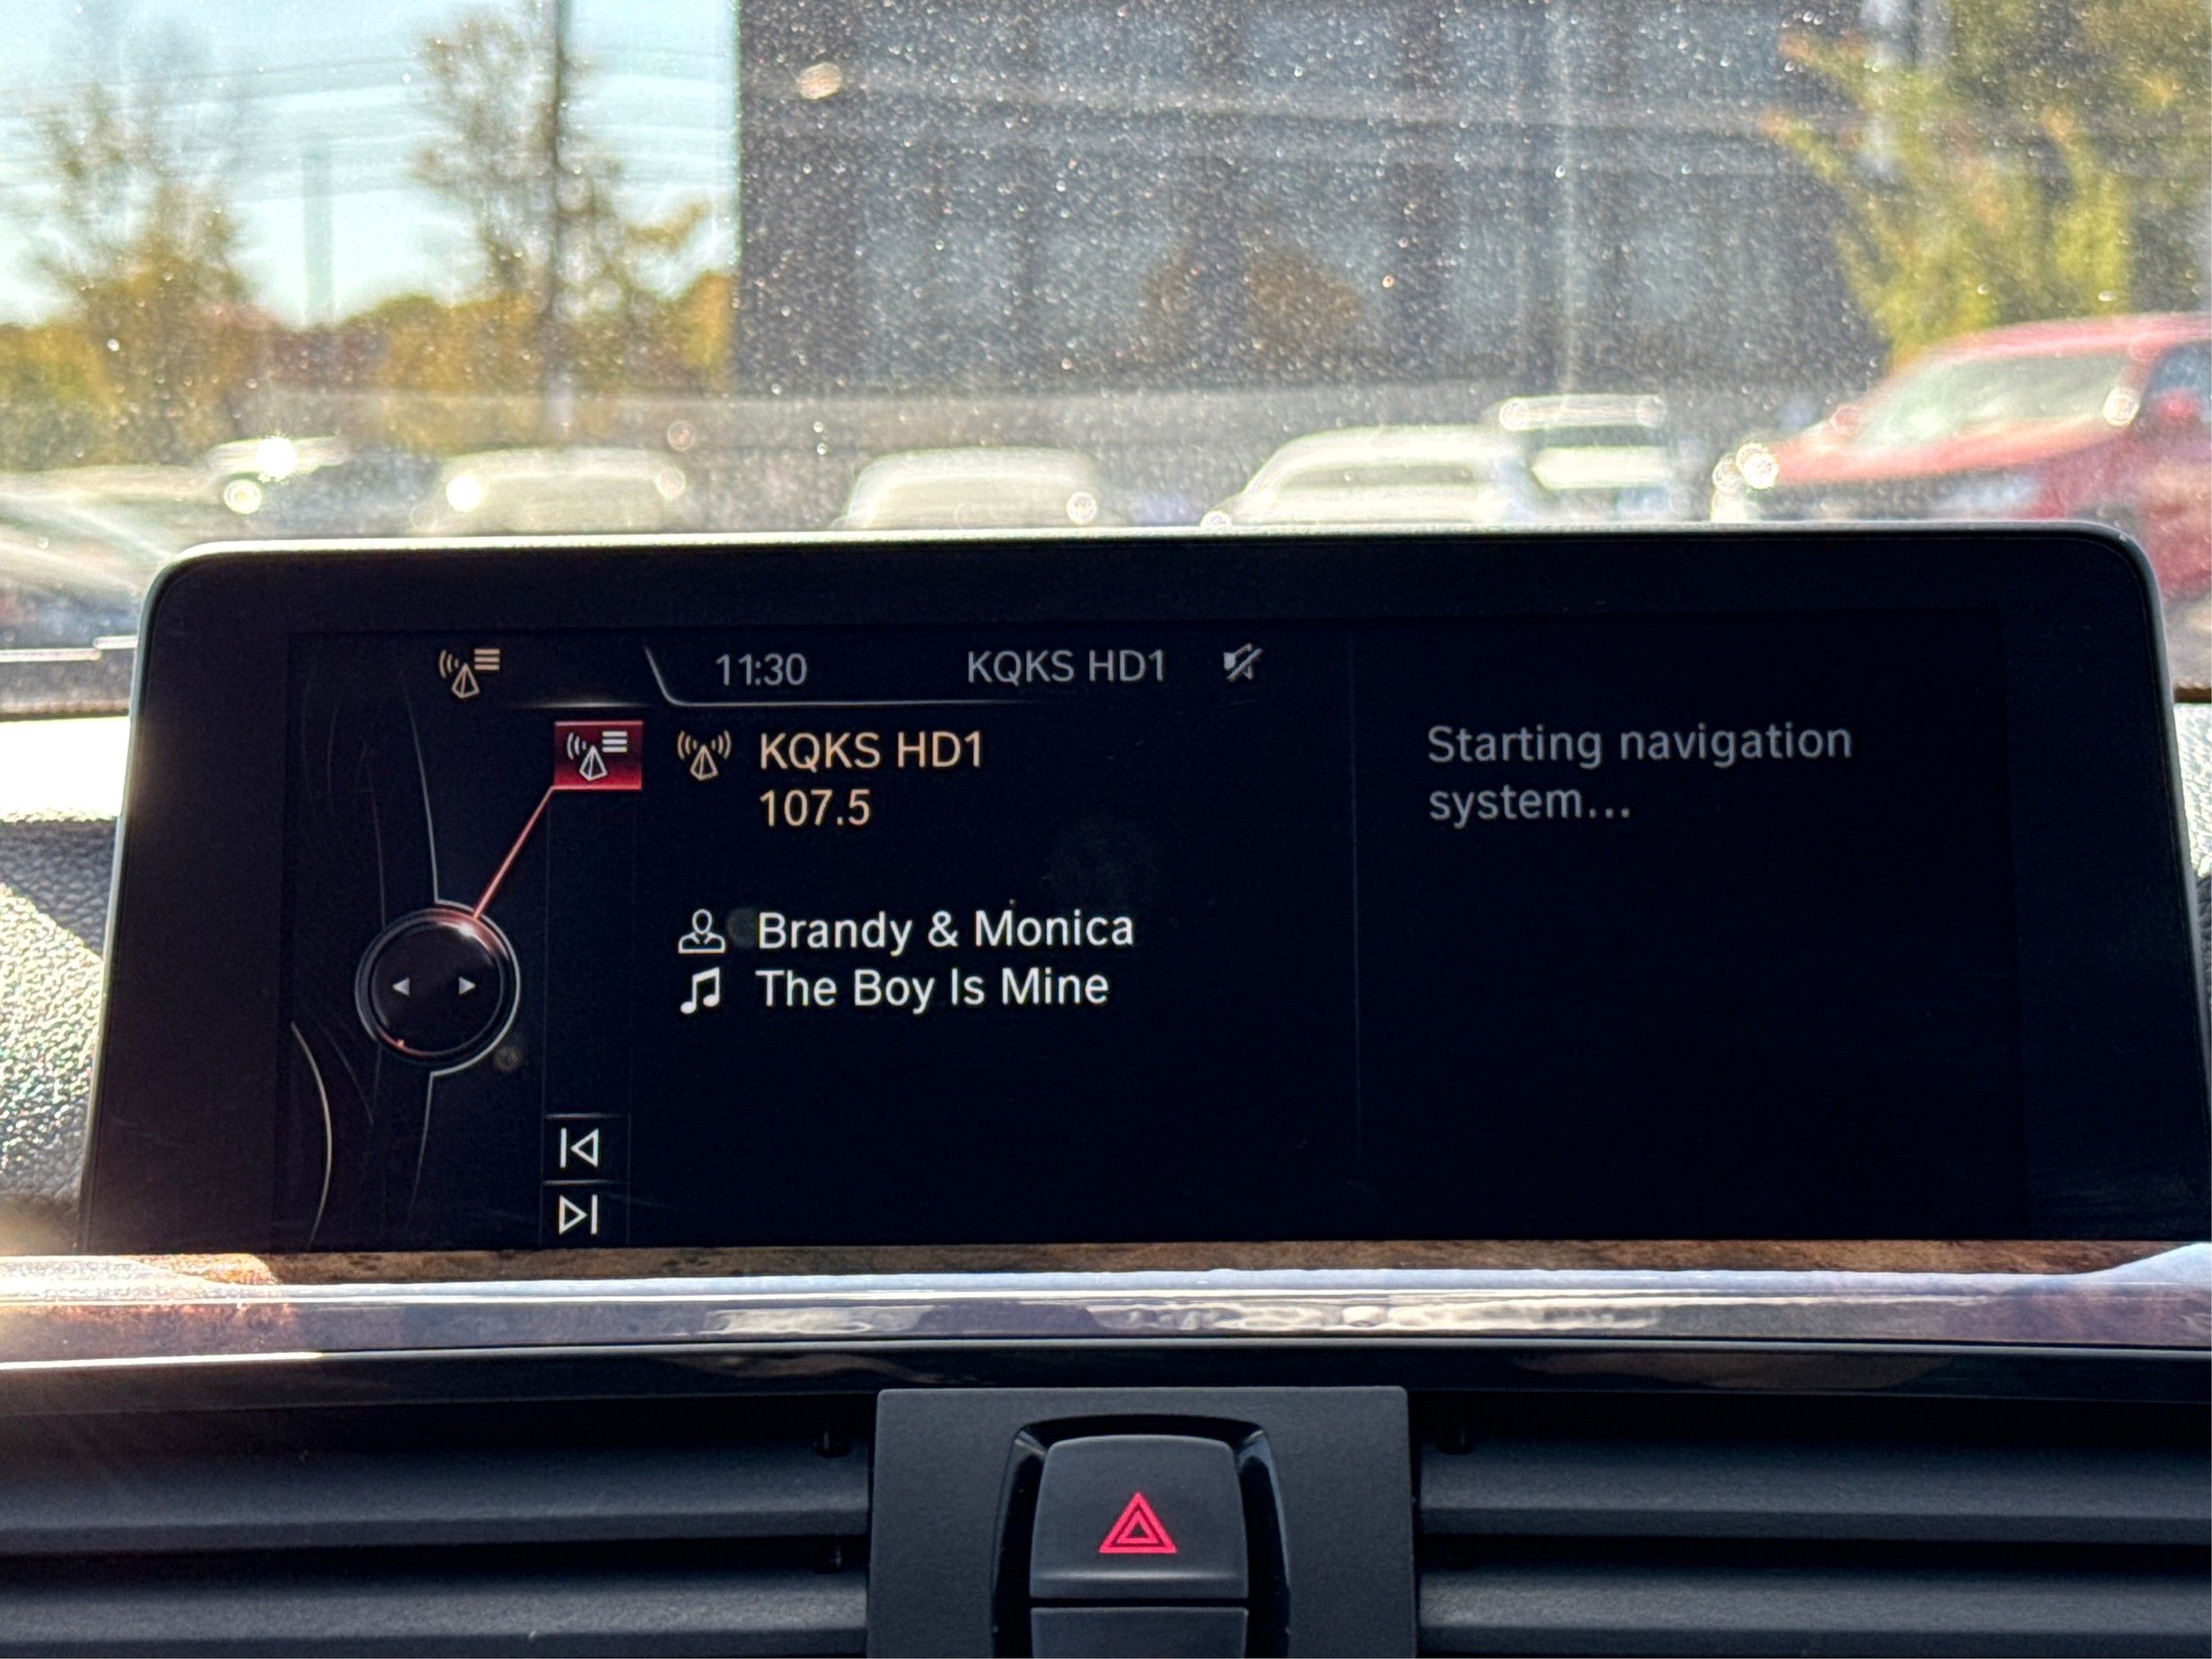 11:30 KQKS HD1
KQKS HD1
107.5
Brandy & Monica
The Boy Is Mine
Starting navigation
system...